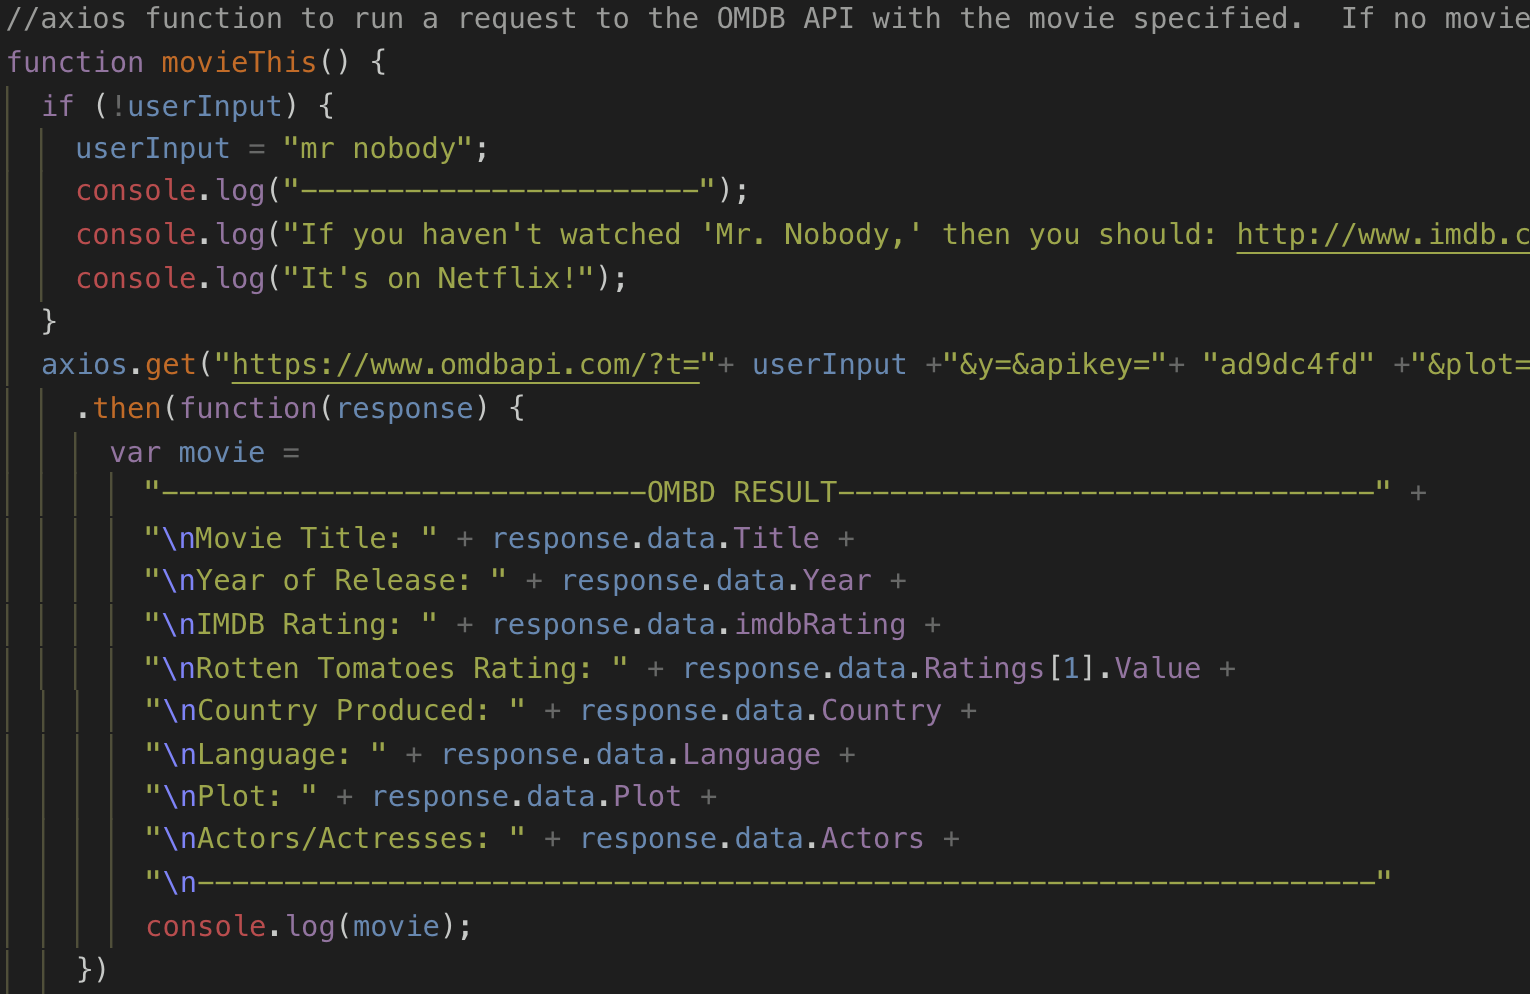 //axios function to run a request to the OMDB API with the movie specified.  If no movie
function movieThis() {
  if (!userInput) {
    userInput = "mr nobody";
    console.log("-----------------------");
    console.log("If you haven't watched 'Mr. Nobody,' then you should: http://www.imdb.c
    console.log("It's on Netflix!");
  }
  axios.get("https://www.omdbapi.com/?t="+ userInput +"&y=&apikey="+ "ad9dc4fd" +"&plot=
    .then(function(response) {
      var movie =
        "----------------------------OMBD RESULT-------------------------------" +
        "\nMovie Title: " + response.data.Title +
        "\nYear of Release: " + response.data.Year +
        "\nIMDB Rating: " + response.data.imdbRating +
        "\nRotten Tomatoes Rating: " + response.data.Ratings[1].Value +
        "\nCountry Produced: " + response.data.Country +
        "\nLanguage: " + response.data.Language +
        "\nPlot: " + response.data.Plot +
        "\nActors/Actresses: " + response.data.Actors +
        "\n--------------------------------------------------------------------"
        console.log(movie);
    })